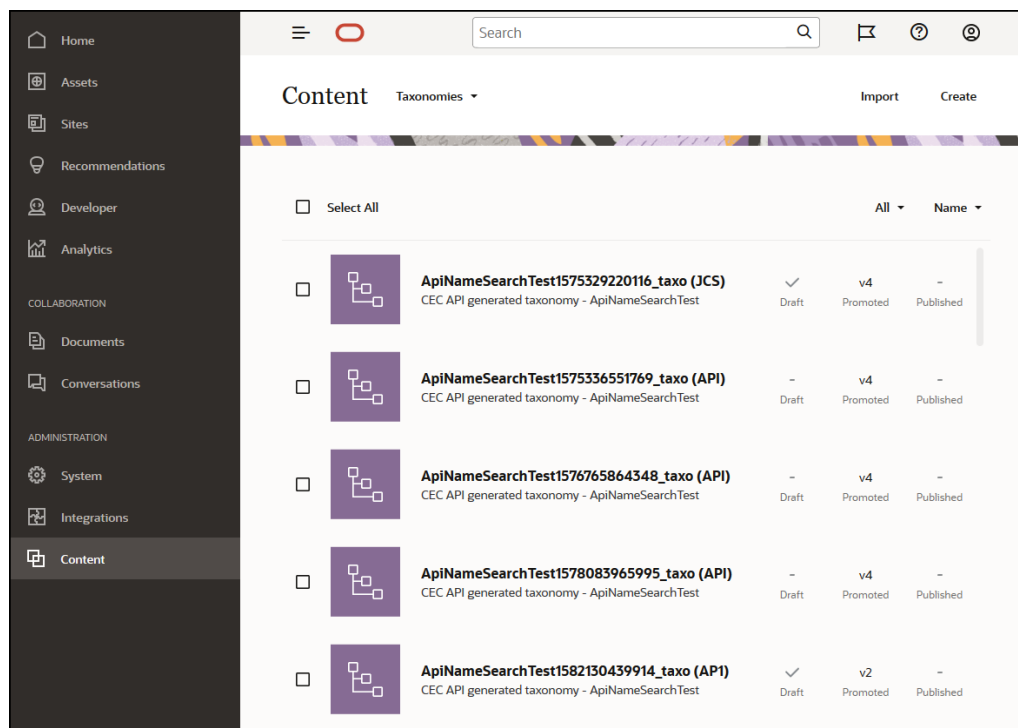 Home
Assets
Sites
Recommendations
Developer
Analytics
COLLABORATION
Documents
Conversations
ADMINISTRATION
System
Integrations
Content
Search
Content Taxonomies Import Create
Select All All Name
ApiNameSearchTest1575329220116_taxo (JCS)
CEC API generated taxonomy - ApiNameSearchTest
Draft
v4
Promoted
-
Published
ApiNameSearchTest1575336551769_taxo (API)
CEC API generated taxonomy - ApiNameSearchTest
-
Draft
v4
Promoted
-
Published
ApiNameSearchTest1576765864348_taxo (API)
CEC API generated taxonomy - ApiNameSearchTest
-
Draft
v4
Promoted
-
Published
ApiNameSearchTest1578083965995_taxo (API)
CEC API generated taxonomy - ApiNameSearchTest
-
Draft
v4
Promoted
-
Published
ApiNameSearchTest1582130439914_taxo (AP1)
CEC API generated taxonomy - ApiNameSearchTest
Draft
v2
Promoted
-
Published